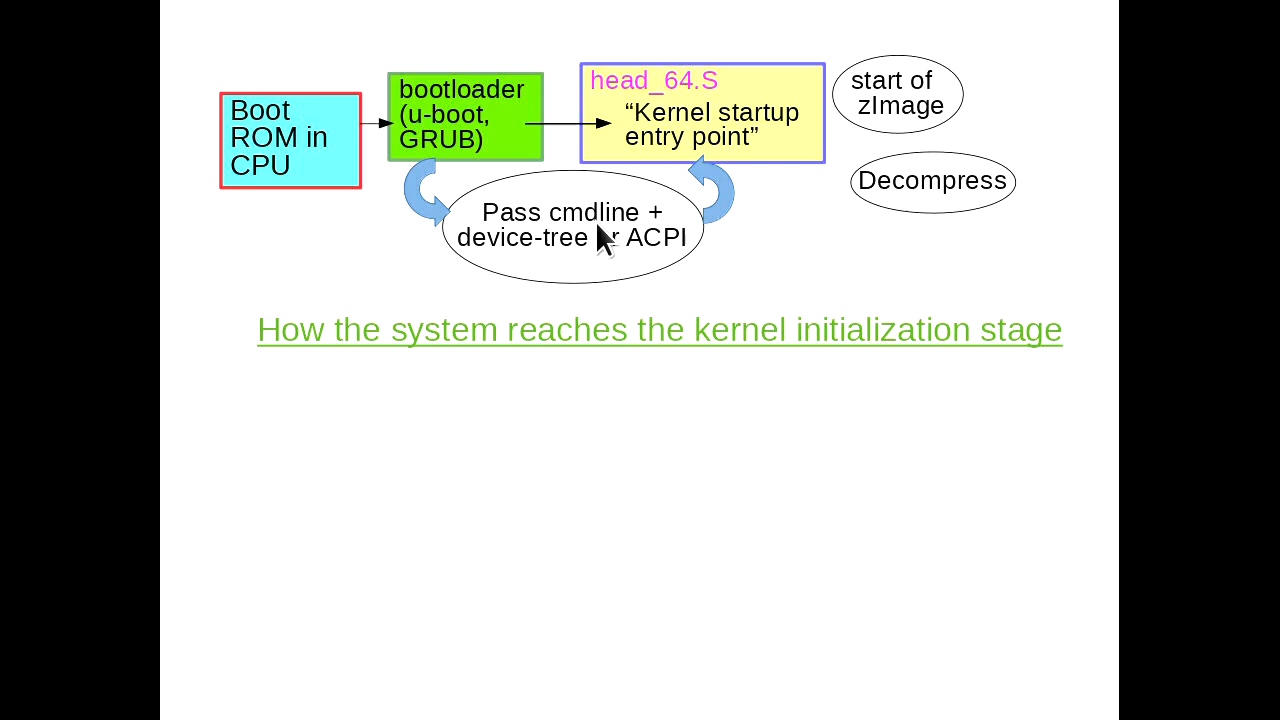 Boot
ROM in
CPU
bootloader
(u-boot,
GRUB)
head_64.S
“Kernel startup
entry point”
start of
zImage
Decompress
Pass cmdline +
device-tree ACPI
How the system reaches the kernel initialization stage